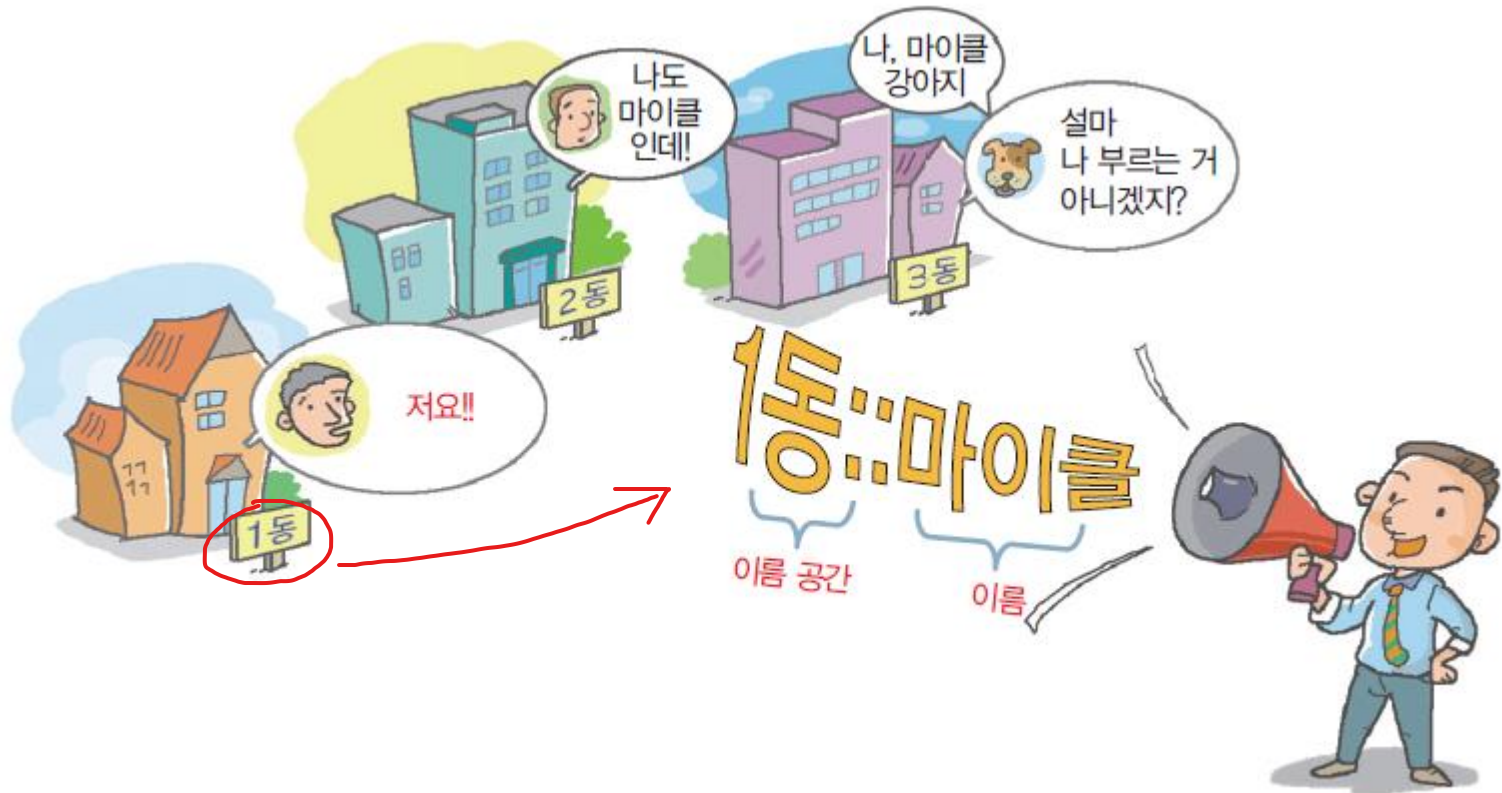 나도
마이클
인데!
나, 마이클
강아지
설마
나 부르는 거
아니겠지?
2동
3동
저요!!
1동
1동::마이클
이름 공간
이름